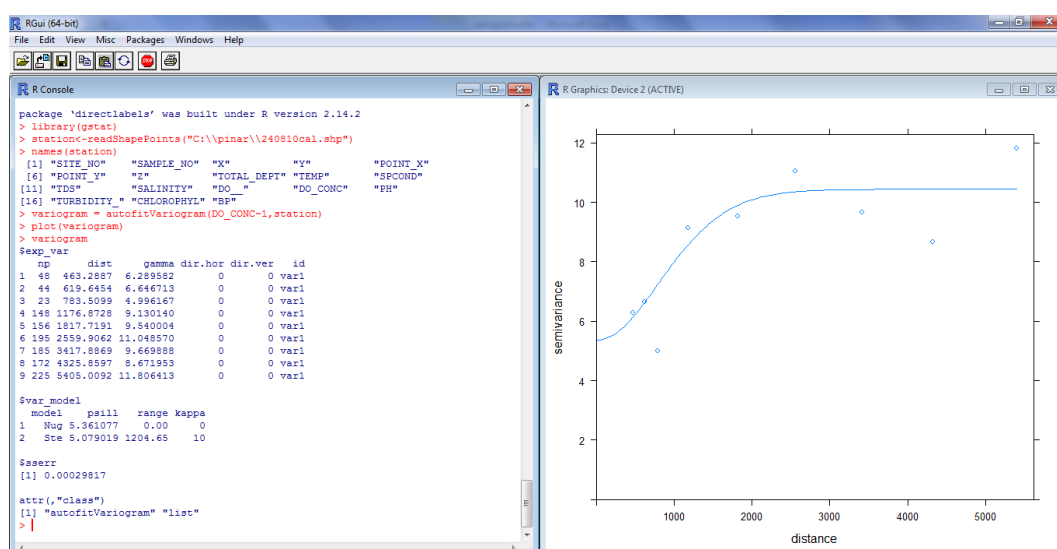 RGui (64-bit)
File Edit View Misc Packages Windows Help
STOP
R Console
package ‘directlabels’ was built under R version 2.14.2
> library(gstat)
> station<-readShapePoints("C:\\pinar\\240810cal.shp")
> names(station)
[1] "SITE_NO" "SAMPLE_NO" "X" "Y" "POINT_X"
[6] "POINT_Y" "Z" "TOTAL_DEPT" "TEMP" "SPCOND"
[11] "TDS" "SALINITY" "DO__" "DO_CONC" "PH"
[16] "TURBIDITY_" "CHLOROPHYL" "BP"
> variogram = autofitVariogram(DO_CONC~1,station)
> plot(variogram)
> variogram
$exp_var
np dist gamma dir.hor dir.ver id
1 48 463.2887 6.289582 0 0 var1
2 44 619.6454 6.646713 0 0 var1
3 23 783.5099 4.996167 0 0 var1
4 148 1176.8728 9.130140 0 0 var1
5 156 1817.7191 9.540004 0 0 var1
6 195 2559.9062 11.048570 0 0 var1
7 185 3417.8869 9.669888 0 0 var1
8 172 4325.8597 8.671953 0 0 var1
9 225 5405.0092 11.806413 0 0 var1
$var_model
model psill range kappa
1 Nug 5.361077 0.00 0
2 Ste 5.079019 1204.65 10
$sserr
[1] 0.00029817
attr(,"class")
[1] "autofitVariogram" "list"
>
R Graphics: Device 2 (ACTIVE)
12
10
8
6
4
2
semivariance
1000 2000 3000 4000 5000
distance